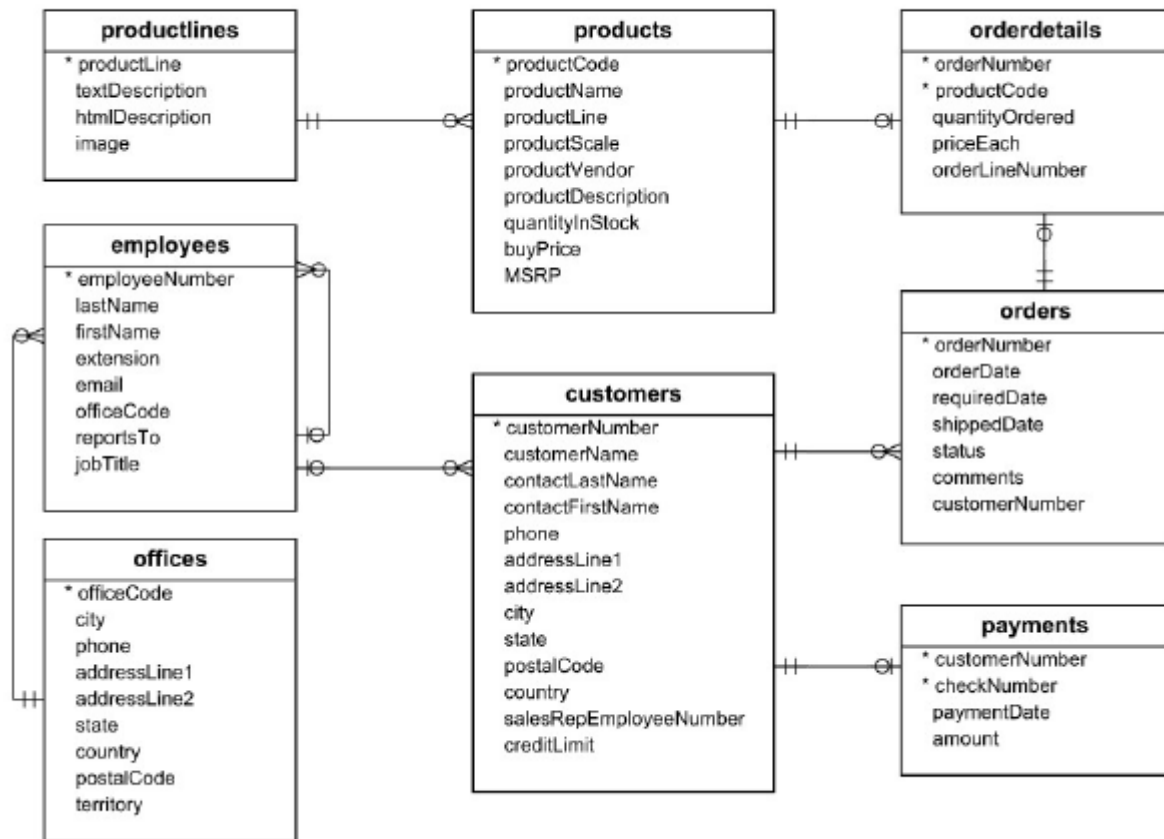 productlines
* productLine
textDescription
htmlDescription
image
products
* productCode
productName
productLine
productScale
productVendor
productDescription
quantityInStock
buyPrice
MSRP
orderdetails
* orderNumber
* productCode
quantityOrdered
priceEach
orderLineNumber
employees
* employeeNumber
lastName
firstName
extension
email
officeCode
reportsTo
jobTitle
customers
* customerNumber
customerName
contactLastName
contactFirstName
phone
addressLine1
addressLine2
city
state
postalCode
country
salesRepEmployeeNumber
creditLimit
orders
* orderNumber
orderDate
requiredDate
shippedDate
status
comments
customerNumber
offices
* officeCode
city
phone
addressLine1
addressLine2
state
country
postalCode
territory
payments
* customerNumber
* checkNumber
paymentDate
amount